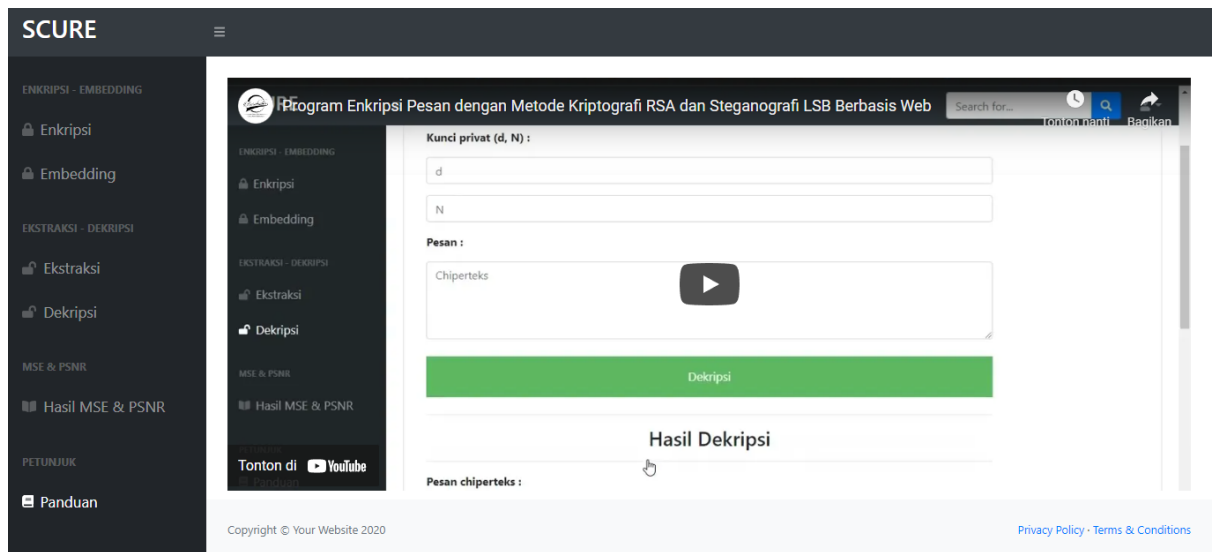 SCURE
ENKRIPSI - EMBEDDING
Enkripsi
Embedding
EKSTRAKSI - DEKRIPSI
Ekstraksi
Dekripsi
MSE & PSNR
Hasil MSE & PSNR
PETUNJUK
Panduan
Program Enkripsi Pesan dengan Metode Kriptografi RSA dan Steganografi LSB Berbasis Web
Search for...
Tonton nanti
Bagikan
ENKRIPSI - EMBEDDING
Enkripsi
Embedding
EKSTRAKSI - DEKRIPSI
Ekstraksi
Dekripsi
MSE & PSNR
Hasil MSE & PSNR
Panduan
Tonton di YouTube
Kunci privat (d, N) :
d
N
Pesan :
Chiperteks
Dekripsi
Hasil Dekripsi
Pesan chiperteks :
Copyright © Your Website 2020
Privacy Policy · Terms & Conditions